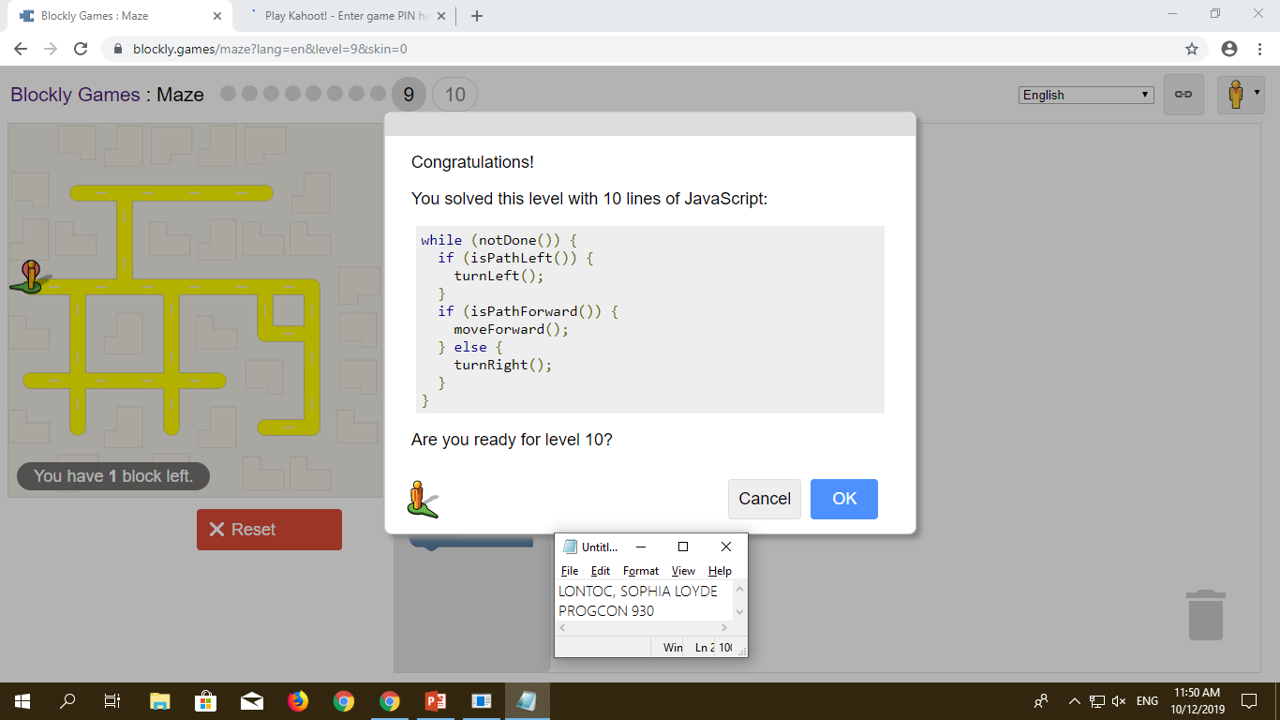 Blockly Games : Maze
Play Kahoot! - Enter game PIN he
blockly.games/maze?lang=en&level=9&skin=0
Blockly Games : Maze 9 10
English
Congratulations!
You solved this level with 10 lines of JavaScript:
while (notDone()) {
  if (isPathLeft()) {
    turnLeft();
  }
  if (isPathForward()) {
    moveForward();
  } else {
    turnRight();
  }
}
Are you ready for level 10?
Cancel OK
You have 1 block left.
Reset
Untitl...
File Edit Format View Help
LONTOC, SOPHIA LOYDE
PROGCON 930
Win Ln 2 100
ENG
11:50 AM
10/12/2019